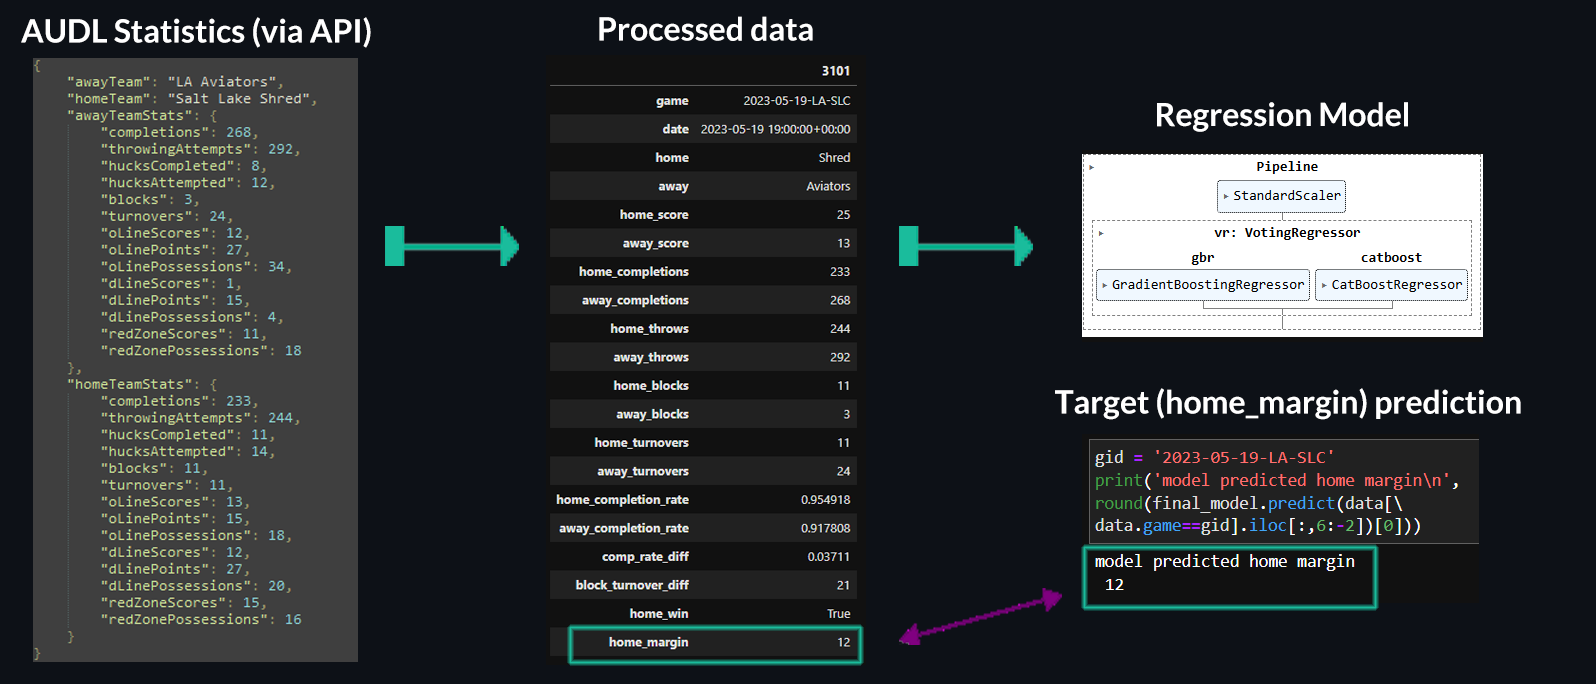 AUDL Statistics (via API)
{
"awayTeam": "LA Aviators",
"homeTeam": "Salt Lake Shred",
"awayTeamStats": {
"completions": 268,
"throwingAttempts": 292,
"hucksCompleted": 8,
"hucksAttempted": 12,
"blocks": 3,
"turnovers": 24,
"oLineScores": 12,
"oLinePoints": 27,
"oLinePossessions": 34,
"dLineScores": 1,
"dLinePoints": 15,
"dLinePossessions": 4,
"redZoneScores": 11,
"redZonePossessions": 18
},
"homeTeamStats": {
"completions": 233,
"throwingAttempts": 244,
"hucksCompleted": 11,
"hucksAttempted": 14,
"blocks": 11,
"turnovers": 11,
"oLineScores": 13,
"oLinePoints": 15,
"oLinePossessions": 18,
"dLineScores": 12,
"dLinePoints": 27,
"dLinePossessions": 20,
"redZoneScores": 15,
"redZonePossessions": 16
}
}
Processed data
3101
game 2023-05-19-LA-SLC
date 2023-05-19 19:00:00+00:00
home Shred
away Aviators
home_score 25
away_score 13
home_completions 233
away_completions 268
home_throws 244
away_throws 292
home_blocks 11
away_blocks 3
home_turnovers 11
away_turnovers 24
home_completion_rate 0.954918
away_completion_rate 0.917808
comp_rate_diff 0.03711
block_turnover_diff 21
home_win True
home_margin 12
Regression Model
Pipeline
StandardScaler
vr: VotingRegressor
gbr catboost
GradientBoostingRegressor CatBoostRegressor
Target (home_margin) prediction
gid = '2023-05-19-LA-SLC'
print('model predicted home margin\n',
round(final_model.predict(data[\
data.game==gid].iloc[:,6:-2])[0]))
model predicted home margin
12